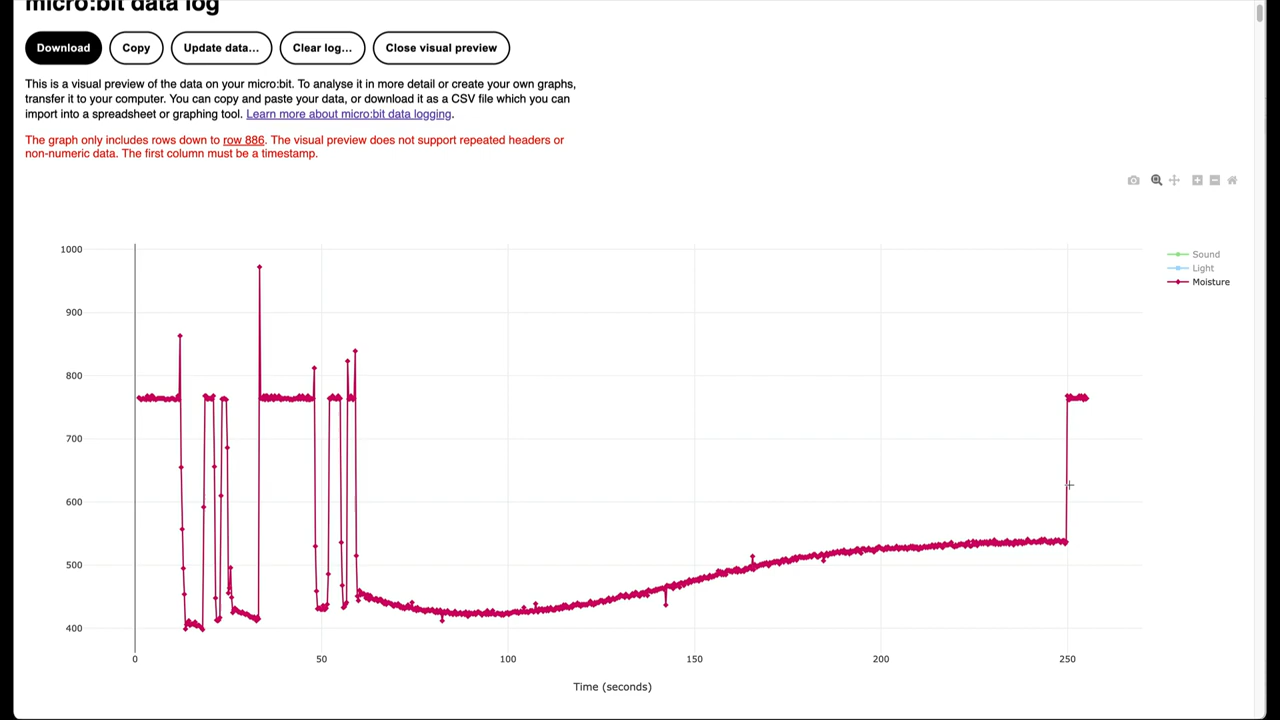 micro:bit data log
Download Copy Update data... Clear log... Close visual preview
This is a visual preview of the data on your micro:bit. To analyse it in more detail or create your own graphs,
transfer it to your computer. You can copy and paste your data, or download it as a CSV file which you can
import into a spreadsheet or graphing tool. Learn more about micro:bit data logging.
The graph only includes rows down to row 886. The visual preview does not support repeated headers or
non-numeric data. The first column must be a timestamp.
1000
900
800
700
600
500
400
0 50 100 150 200 250
Time (seconds)
Sound
Light
Moisture